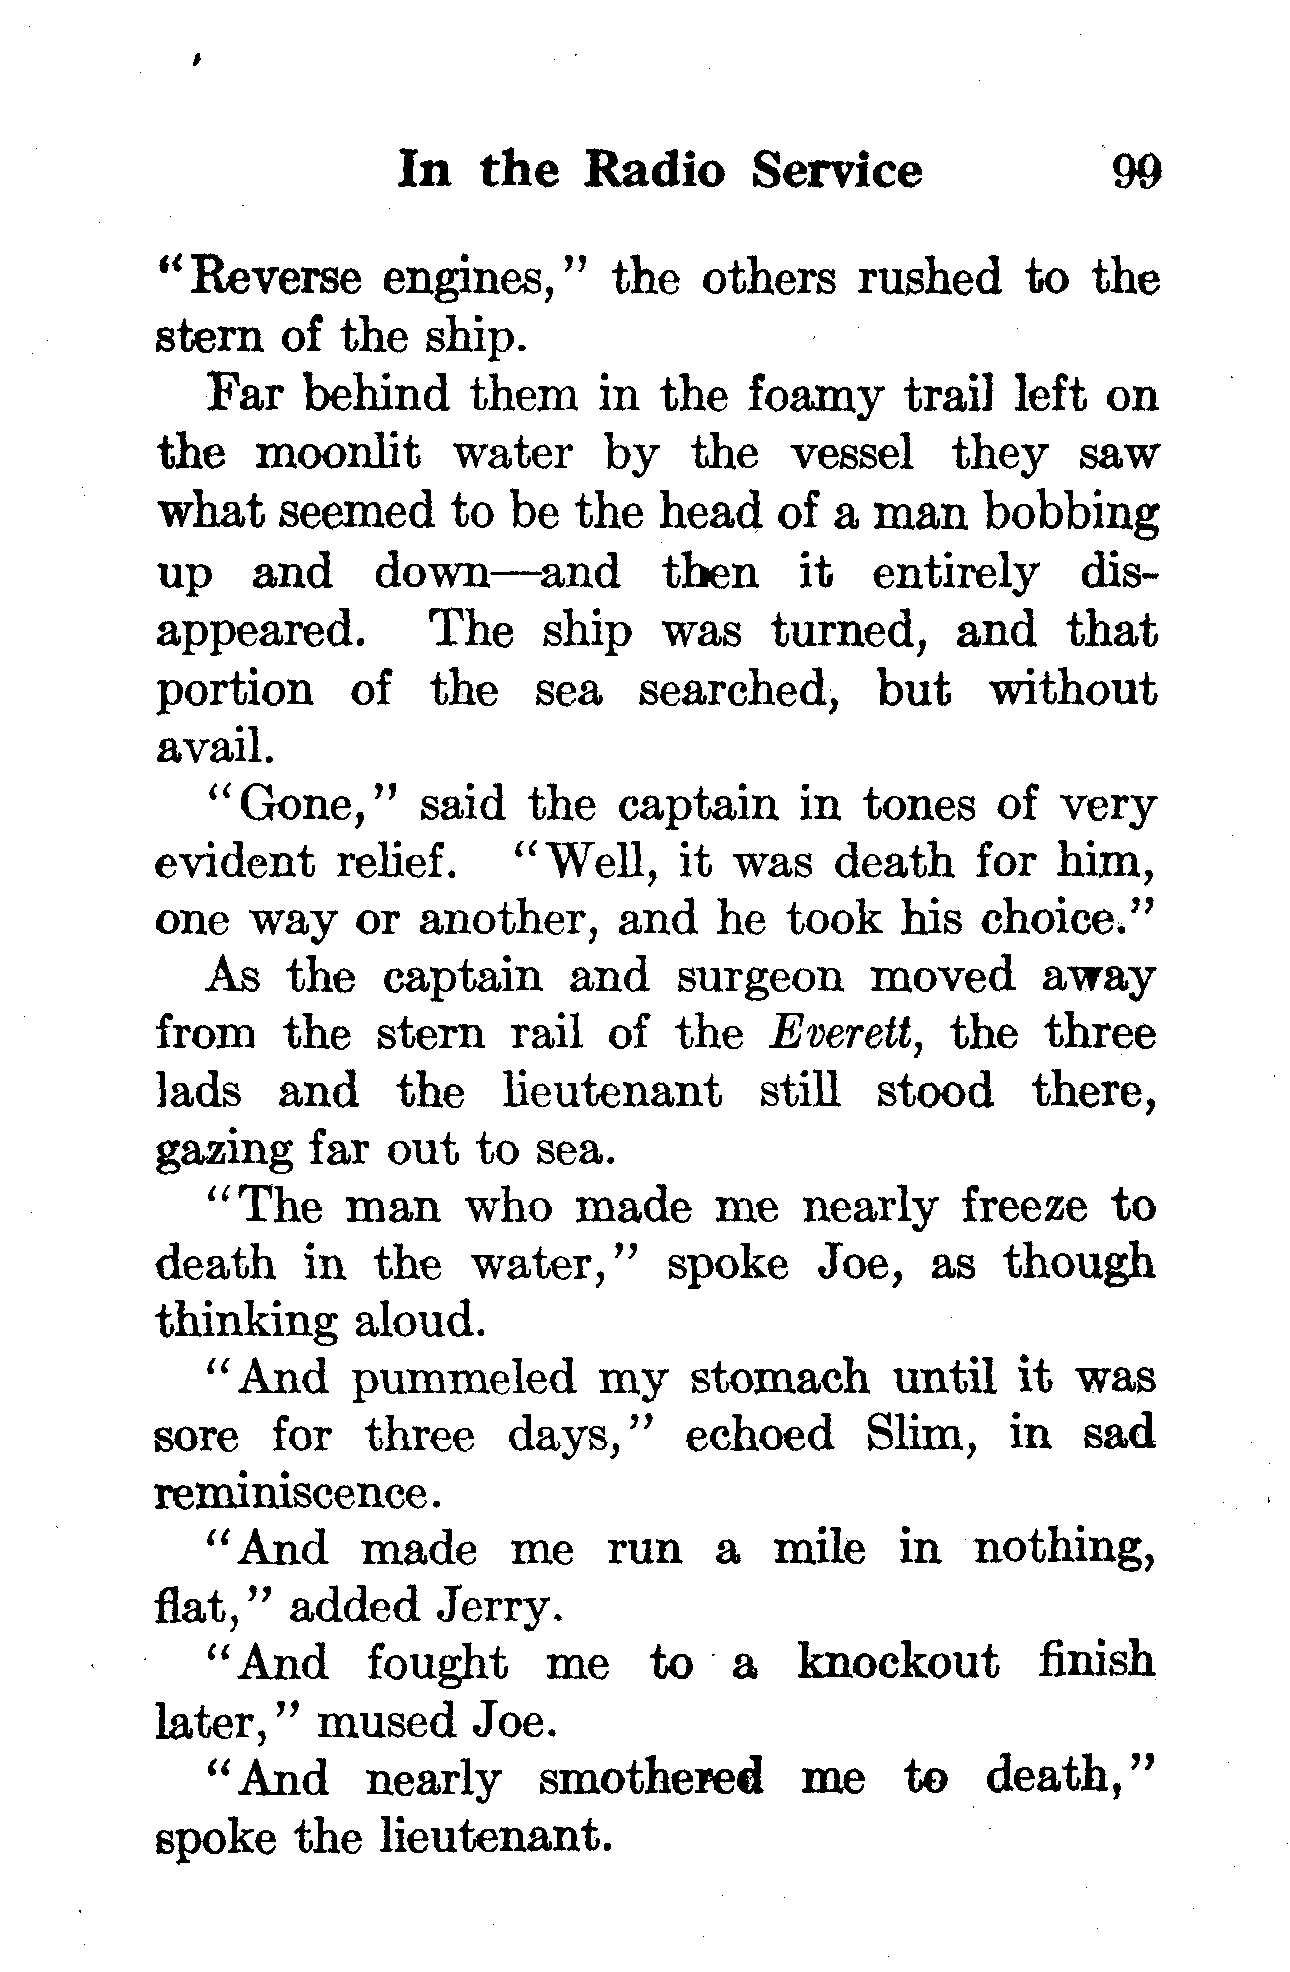 In the Radio Service 99
"Reverse engines," the others rushed to the
stern of the ship.
Far behind them in the foamy trail left on
the moonlit water by the vessel they saw
what seemed to be the head of a man bobbing
up and down—and then it entirely dis-
appeared. The ship was turned, and that
portion of the sea searched, but without
avail.
"Gone," said the captain in tones of very
evident relief. "Well, it was death for him,
one way or another, and he took his choice."
As the captain and surgeon moved away
from the stern rail of the Everett, the three
lads and the lieutenant still stood there,
gazing far out to sea.
"The man who made me nearly freeze to
death in the water," spoke Joe, as though
thinking aloud.
"And pummeled my stomach until it was
sore for three days," echoed Slim, in sad
reminiscence.
"And made me run a mile in nothing,
flat," added Jerry.
"And fought me to a knockout finish
later," mused Joe.
"And nearly smothered me to death,"
spoke the lieutenant.